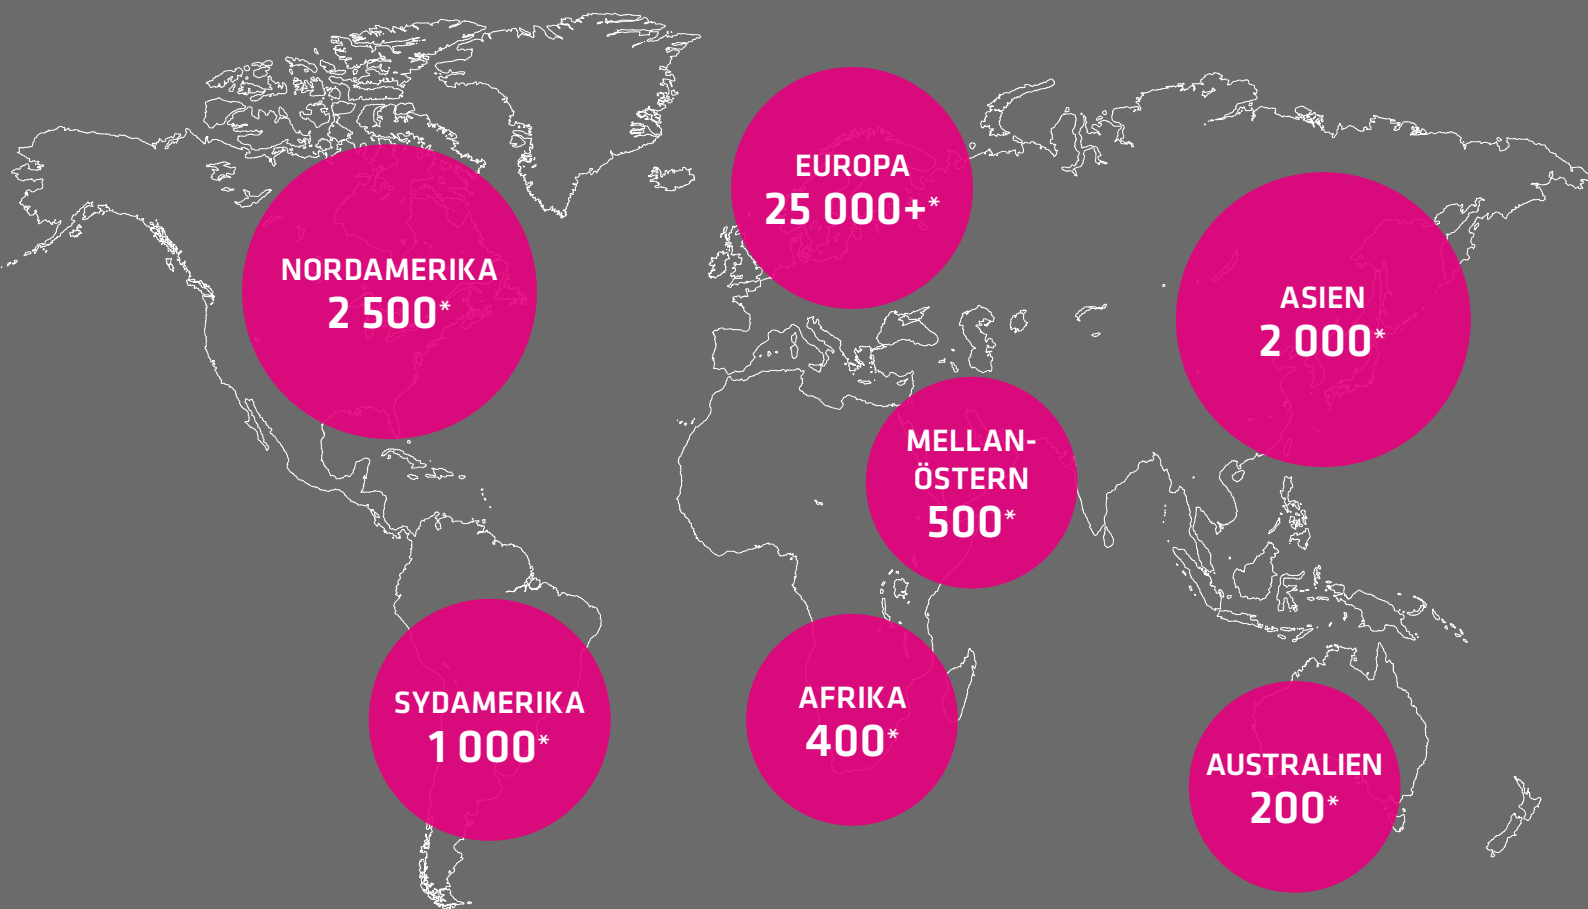 EUROPA
25 000+*
NORDAMERIKA
2 500*
ASIEN
2 000*
MELLAN-
ÖSTERN
500*
SYDAMERIKA
1 000*
AFRIKA
400*
AUSTRALIEN
200*